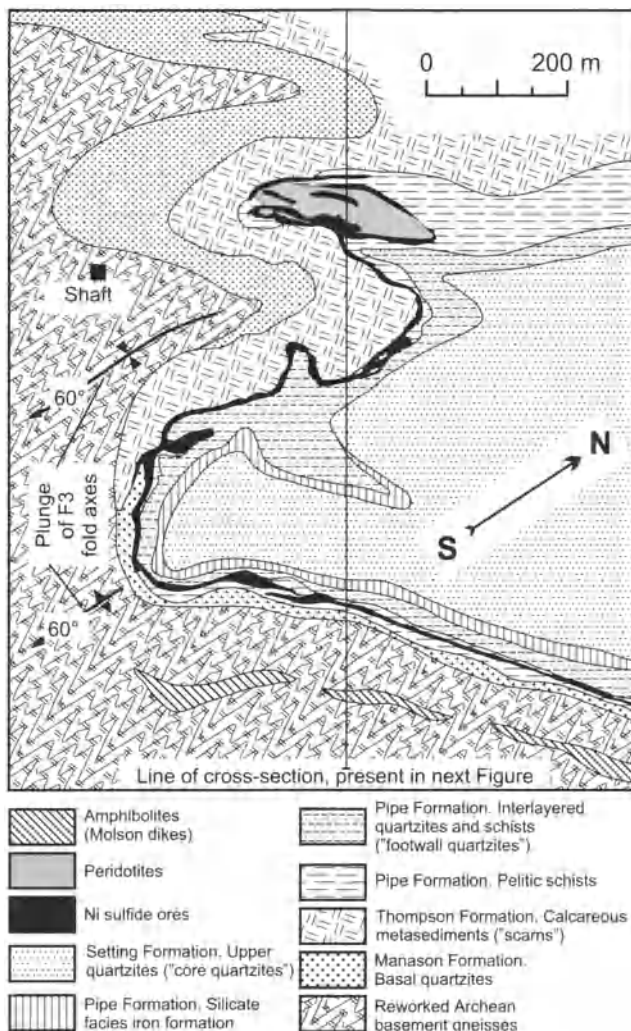 0 200 m
Shaft
60°
Plunge
of F3
fold axes
N
S
60°
Line of cross-section, present in next Figure
Amphibolites
(Molson dikes)
Peridotites
Ni sulfide ores
Setting Formation. Upper
quartzites ("core quartzites")
Pipe Formation. Silicate
facies iron formation
Pipe Formation. Interlayered
quartzites and schists
("footwall quartzites")
Pipe Formation. Pelitic schists
Thompson Formation. Calcareous
metasediments ("scarns")
Manason Formation.
Basal quartzites
Reworked Archean
basement gneisses